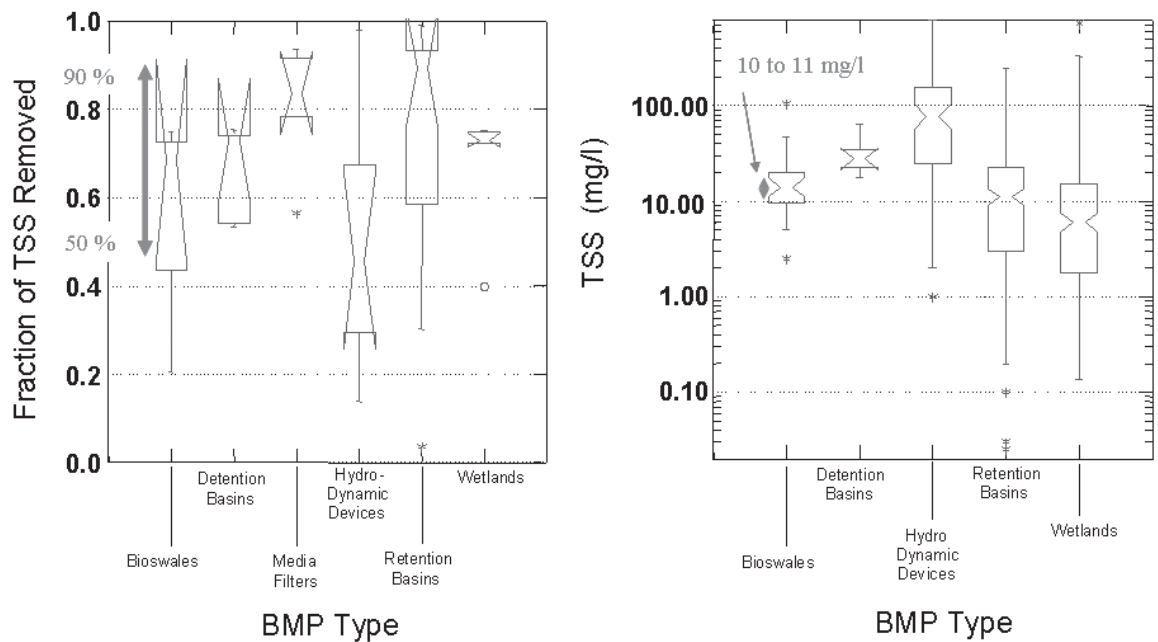 Fraction of TSS Removed
1.0
0.8
0.6
0.4
0.2
0.0
90 %
50 %
Bioswales
Detention
Basins
Media
Filters
Hydro-
Dynamic
Devices
Retention
Basins
Wetlands
BMP Type
TSS (mg/l)
100.00
10.00
1.00
0.10
10 to 11 mg/l
Bioswales
Detention
Basins
Hydro
Dynamic
Devices
Retention
Basins
Wetlands
BMP Type